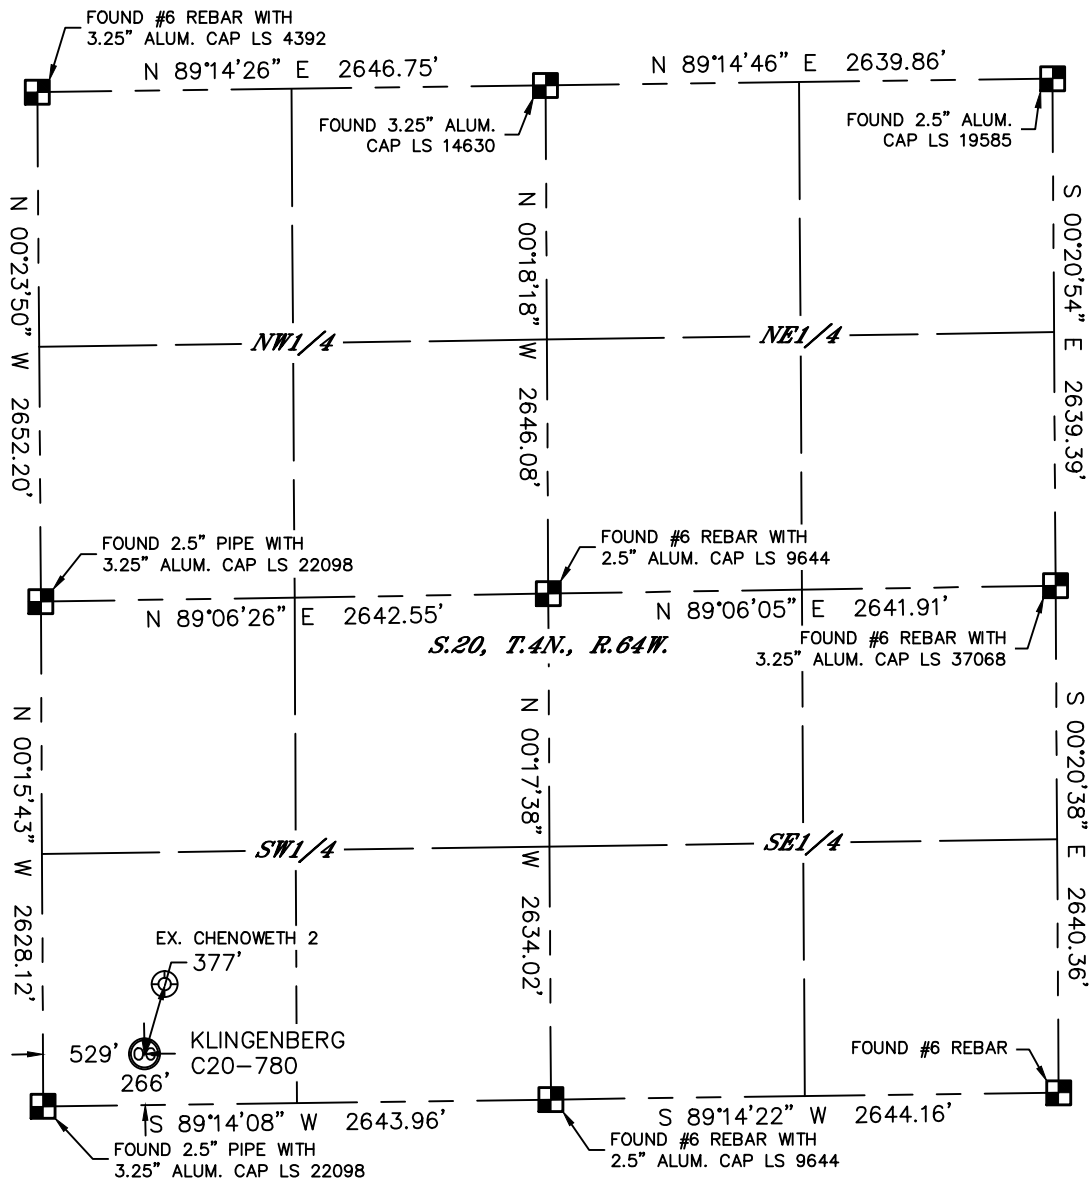 FOUND #6 REBAR WITH
3.25" ALUM. CAP LS 4392
N 89°14'26" E 2646.75'
N 89°14'46" E 2639.86'
FOUND 3.25" ALUM.
CAP LS 14630
FOUND 2.5" ALUM.
CAP LS 19585
N 00°23'50" W 2652.20'
N 00°18'18" W 2646.08'
S 00°20'54" E 2639.39'
NW1/4
NE1/4
FOUND 2.5" PIPE WITH
3.25" ALUM. CAP LS 22098
FOUND #6 REBAR WITH
2.5" ALUM. CAP LS 9644
N 89°06'26" E 2642.55'
N 89°06'05" E 2641.91'
S.20, T.4N., R.64W.
FOUND #6 REBAR WITH
3.25" ALUM. CAP LS 37068
N 00°15'43" W 2628.12'
N 00°17'38" W 2634.02'
S 00°20'38" E 2640.36'
SW1/4
SE1/4
EX. CHENOWETH 2
377'
529'
KLINGENBERG
C20-780
266'
FOUND #6 REBAR
S 89°14'08" W 2643.96'
S 89°14'22" W 2644.16'
FOUND 2.5" PIPE WITH
3.25" ALUM. CAP LS 22098
FOUND #6 REBAR WITH
2.5" ALUM. CAP LS 9644